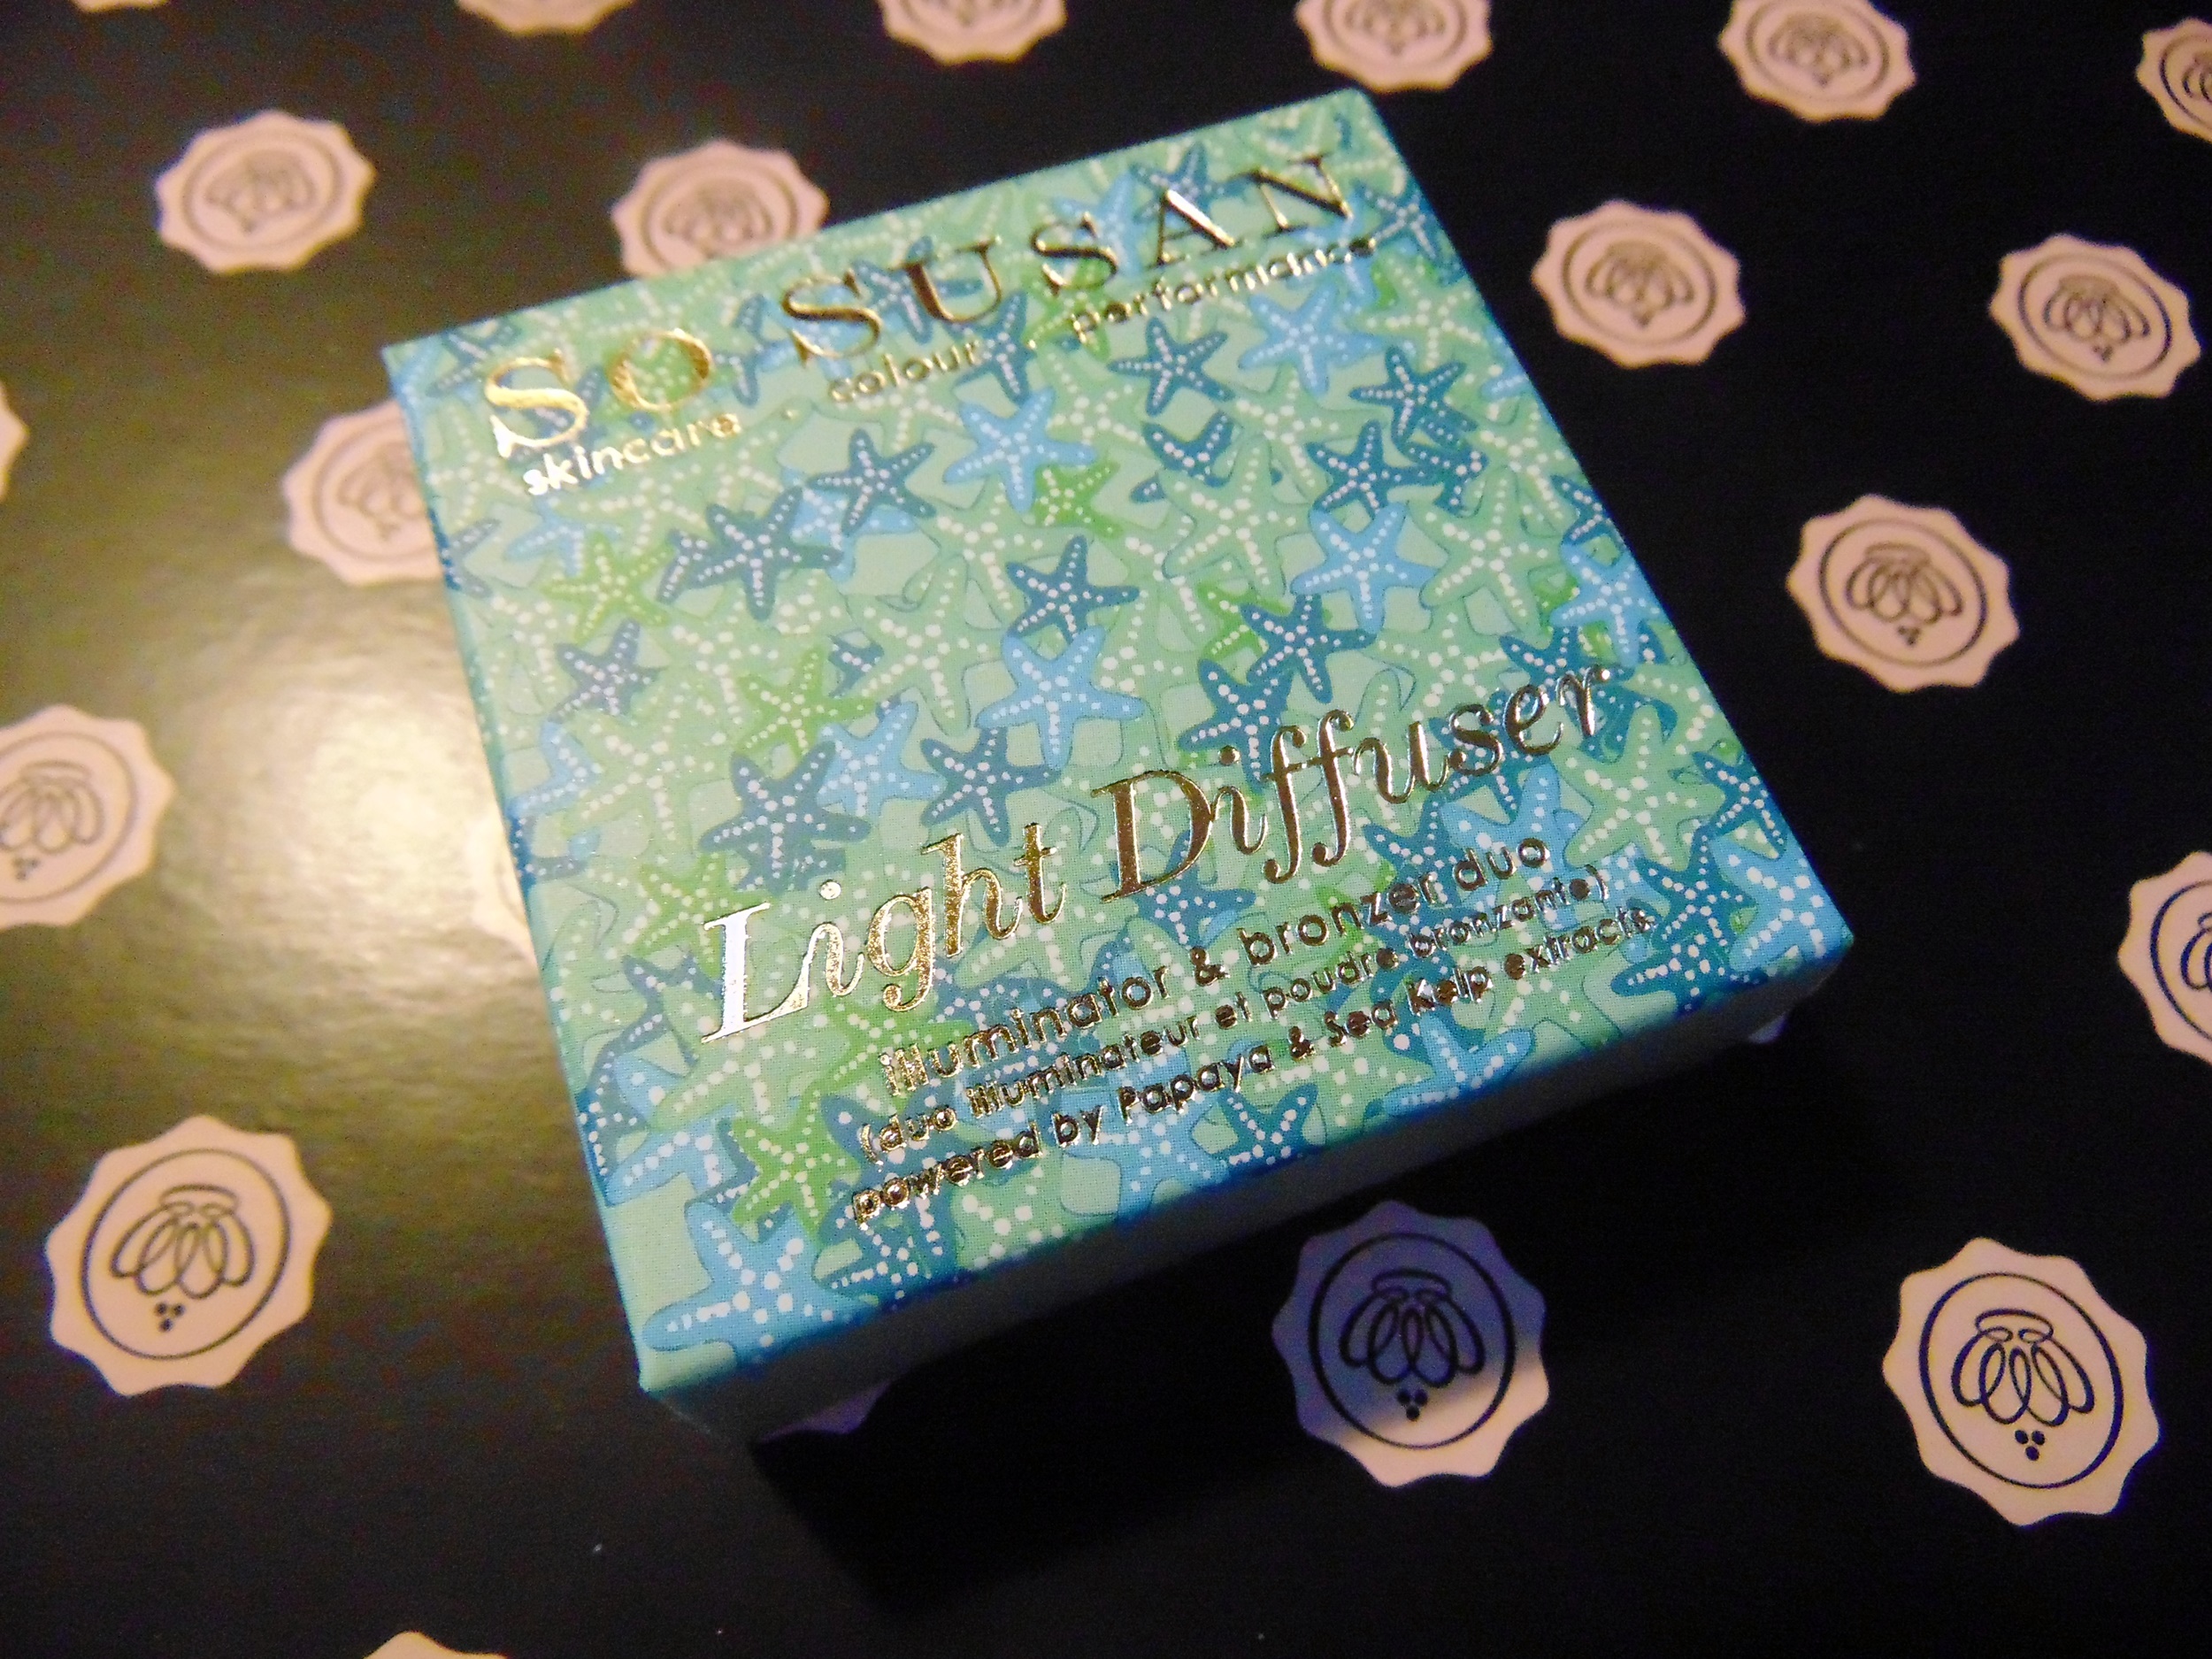 SO SUSAN
skincare . colour . performance
Light Diffuser
illuminator & bronzer duo
(duo illuminateur et poudre bronzante)
powered by Papaya & Sea Kelp extracts